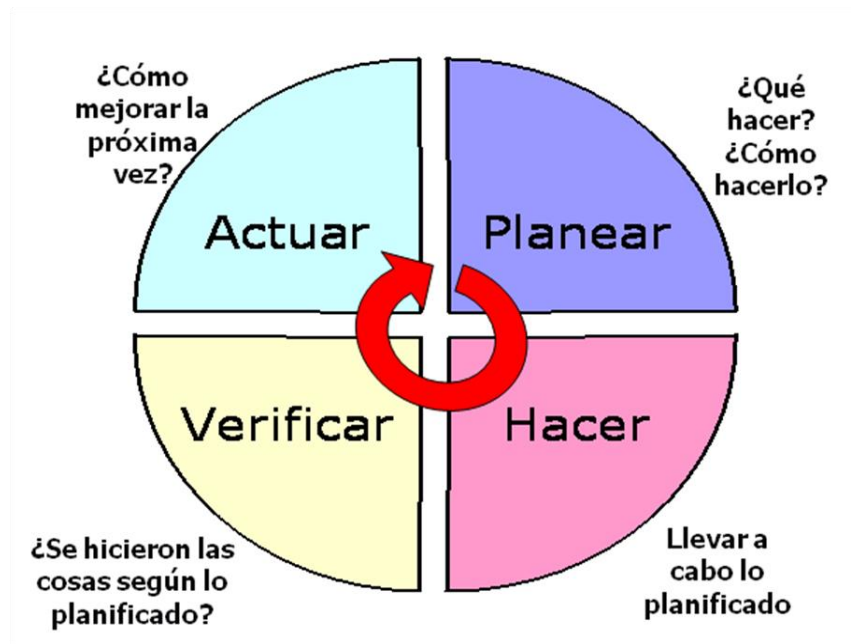 ¿Cómo
mejorar la
próxima
vez?
¿Qué
hacer?
¿Cómo
hacerlo?
Actuar
Planear
Verificar
Hacer
¿Se hicieron las
cosas según lo
planificado?
Llevar a
cabo lo
planificado